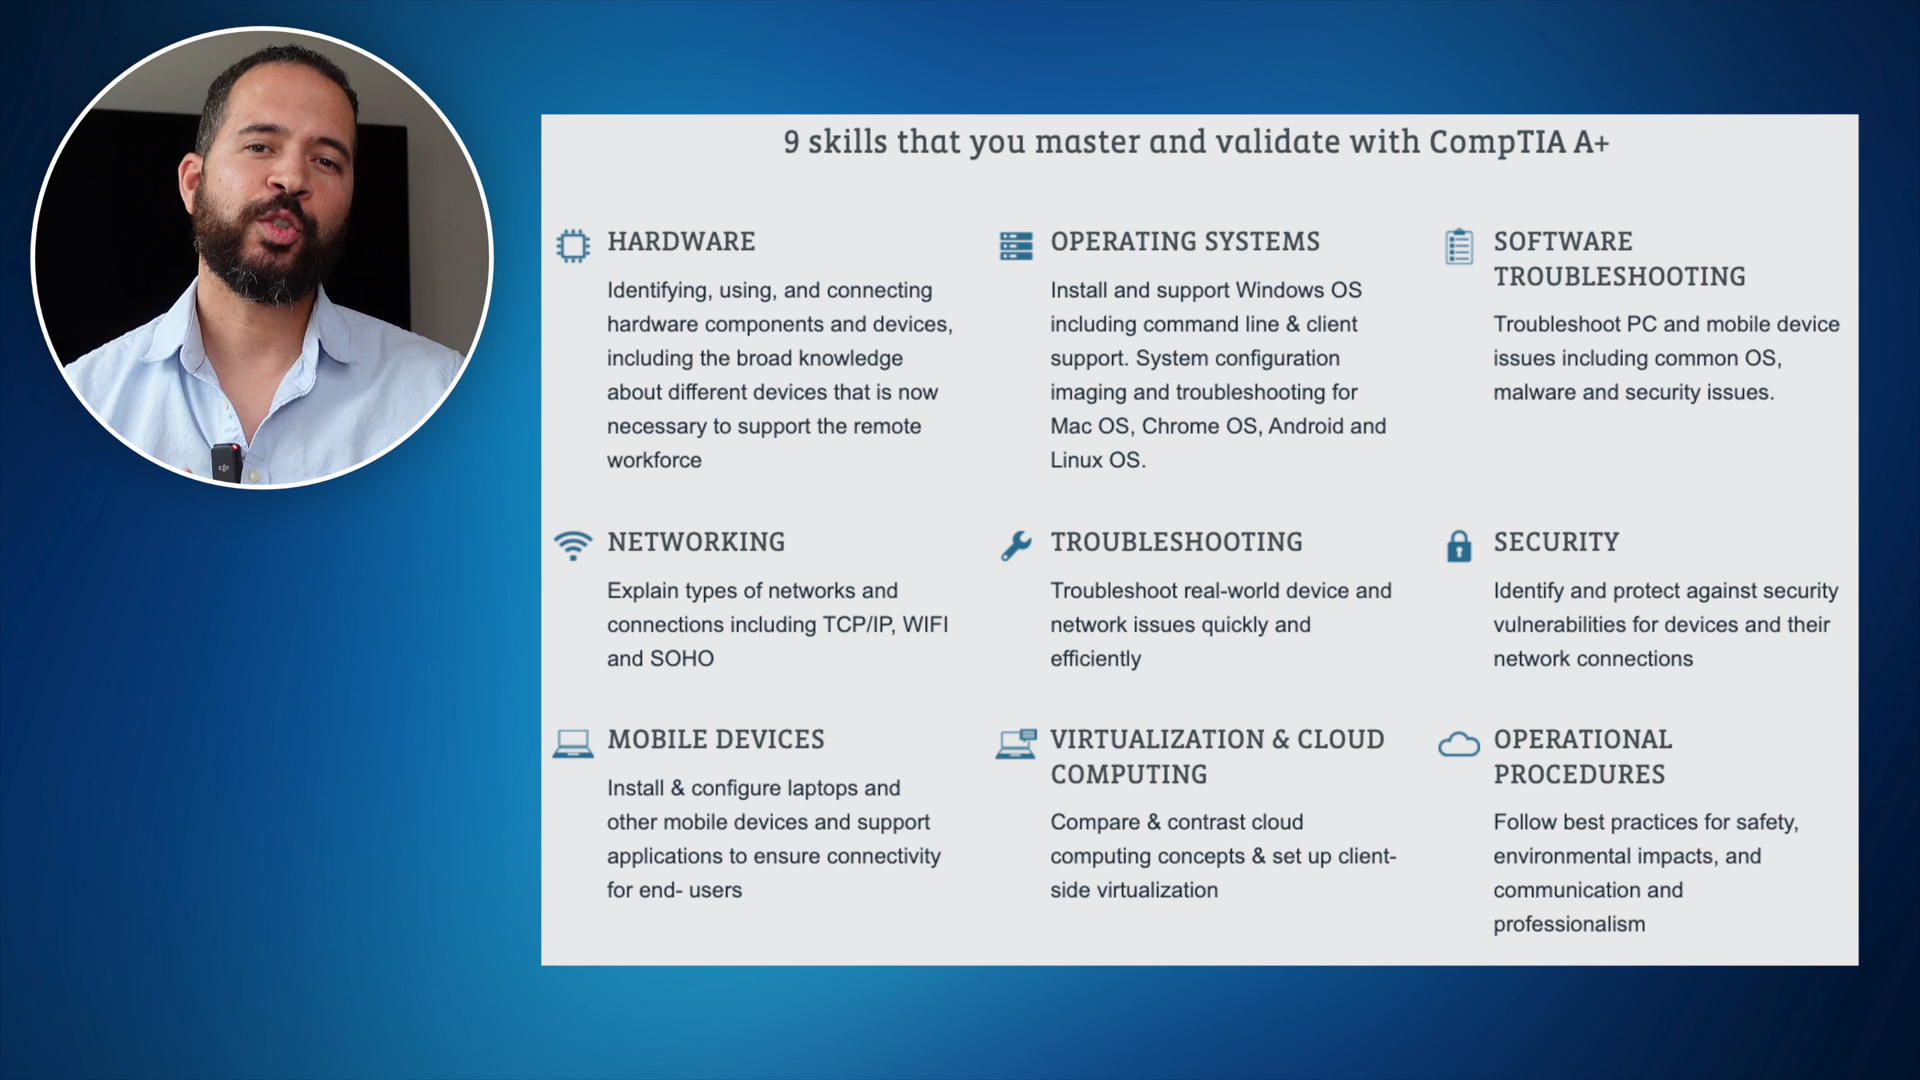 9 skills that you master and validate with CompTIA A+
HARDWARE
Identifying, using, and connecting
hardware components and devices,
including the broad knowledge
about different devices that is now
necessary to support the remote
workforce
OPERATING SYSTEMS
Install and support Windows OS
including command line & client
support. System configuration
imaging and troubleshooting for
Mac OS, Chrome OS, Android and
Linux OS.
SOFTWARE
TROUBLESHOOTING
Troubleshoot PC and mobile device
issues including common OS,
malware and security issues.
NETWORKING
Explain types of networks and
connections including TCP/IP, WIFI
and SOHO
TROUBLESHOOTING
Troubleshoot real-world device and
network issues quickly and
efficiently
SECURITY
Identify and protect against security
vulnerabilities for devices and their
network connections
MOBILE DEVICES
Install & configure laptops and
other mobile devices and support
applications to ensure connectivity
for end- users
VIRTUALIZATION & CLOUD
COMPUTING
Compare & contrast cloud
computing concepts & set up client-
side virtualization
OPERATIONAL
PROCEDURES
Follow best practices for safety,
environmental impacts, and
communication and
professionalism
dji